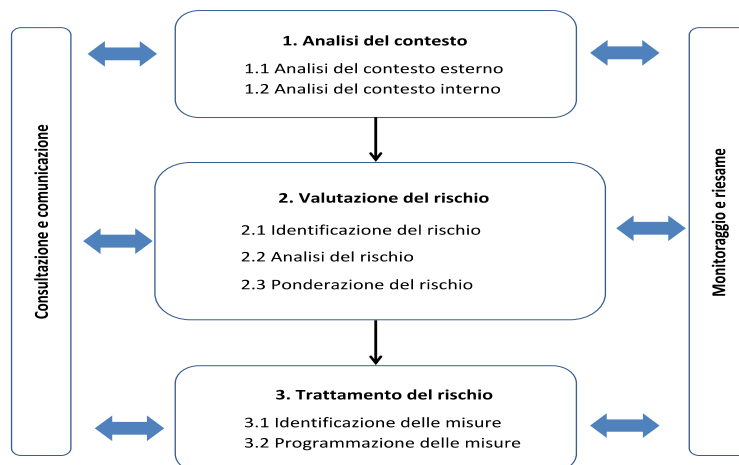 1. Analisi del contesto
1.1 Analisi del contesto esterno
1.2 Analisi del contesto interno
Consultazione e comunicazione
2. Valutazione del rischio
2.1 Identificazione del rischio
2.2 Analisi del rischio
2.3 Ponderazione del rischio
Monitoraggio e riesame
3. Trattamento del rischio
3.1 Identificazione delle misure
3.2 Programmazione delle misure